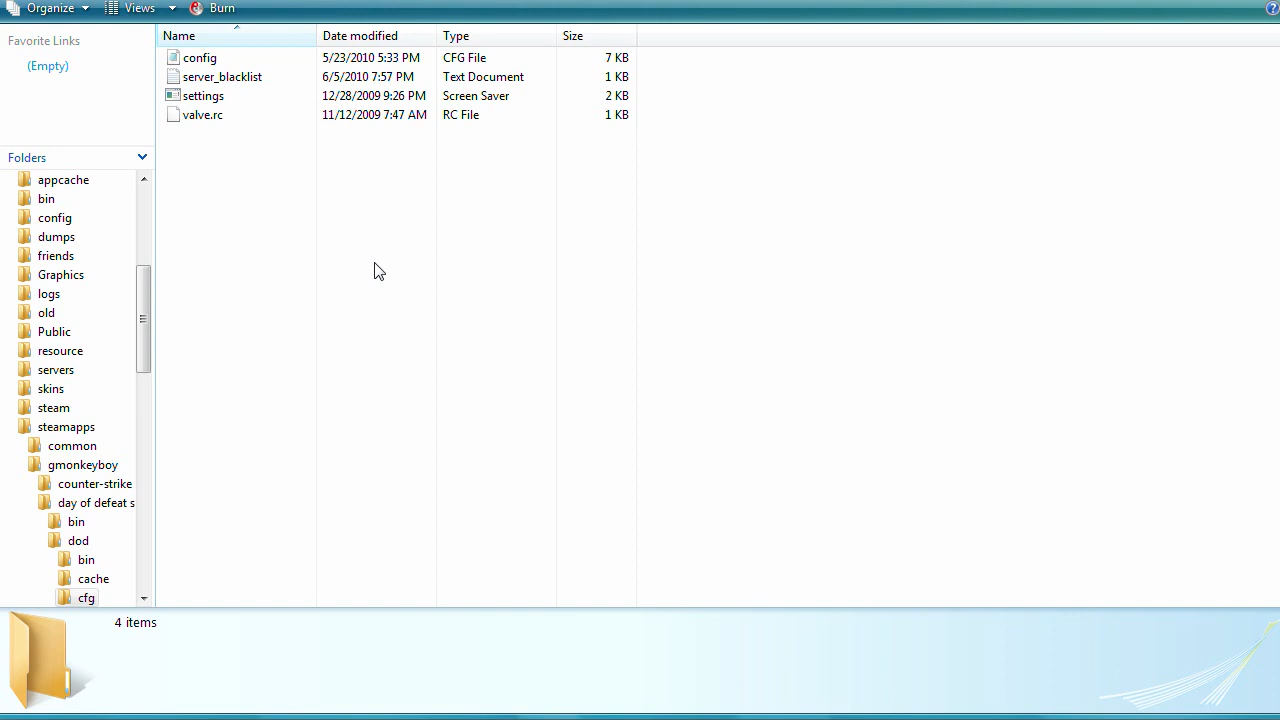 Organize Views Burn
Favorite Links
(Empty)
Folders
appcache
bin
config
dumps
friends
Graphics
logs
old
Public
resource
servers
skins
steam
steamapps
common
gmonkeyboy
counter-strike
day of defeat s
bin
dod
bin
cache
cfg
Name Date modified Type Size
config 5/23/2010 5:33 PM CFG File 7 KB
server_blacklist 6/5/2010 7:57 PM Text Document 1 KB
settings 12/28/2009 9:26 PM Screen Saver 2 KB
valve.rc 11/12/2009 7:47 AM RC File 1 KB
4 items